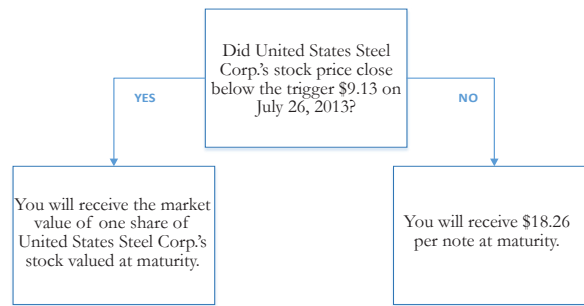 Did United States Steel
Corp.'s stock price close
below the trigger $9.13 on
July 26, 2013?
YES
NO
You will receive the market
value of one share of
United States Steel Corp.'s
stock valued at maturity.
You will receive $18.26
per note at maturity.